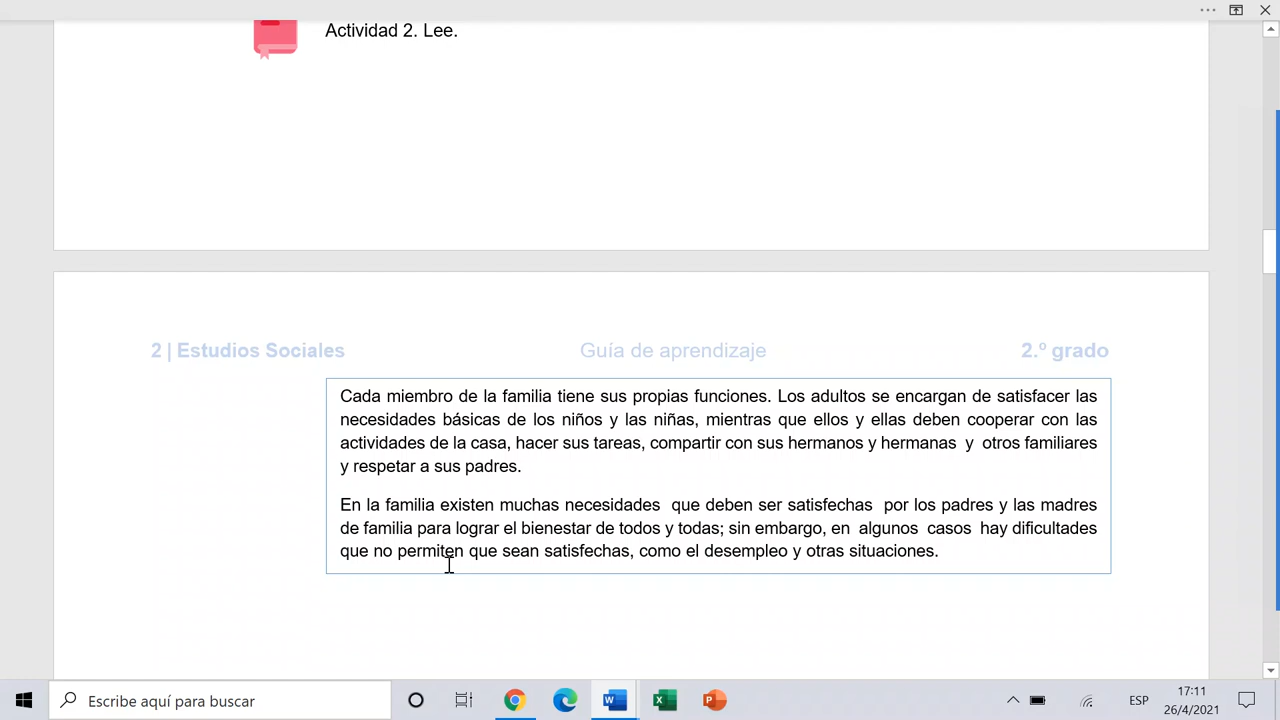 Actividad 2. Lee.
2 | Estudios Sociales Guía de aprendizaje 2.º grado
Cada miembro de la familia tiene sus propias funciones. Los adultos se encargan de satisfacer las
necesidades básicas de los niños y las niñas, mientras que ellos y ellas deben cooperar con las
actividades de la casa, hacer sus tareas, compartir con sus hermanos y hermanas y otros familiares
y respetar a sus padres.
En la familia existen muchas necesidades que deben ser satisfechas por los padres y las madres
de familia para lograr el bienestar de todos y todas; sin embargo, en algunos casos hay dificultades
que no permiten que sean satisfechas, como el desempleo y otras situaciones.
Escribe aquí para buscar
ESP
17:11
26/4/2021